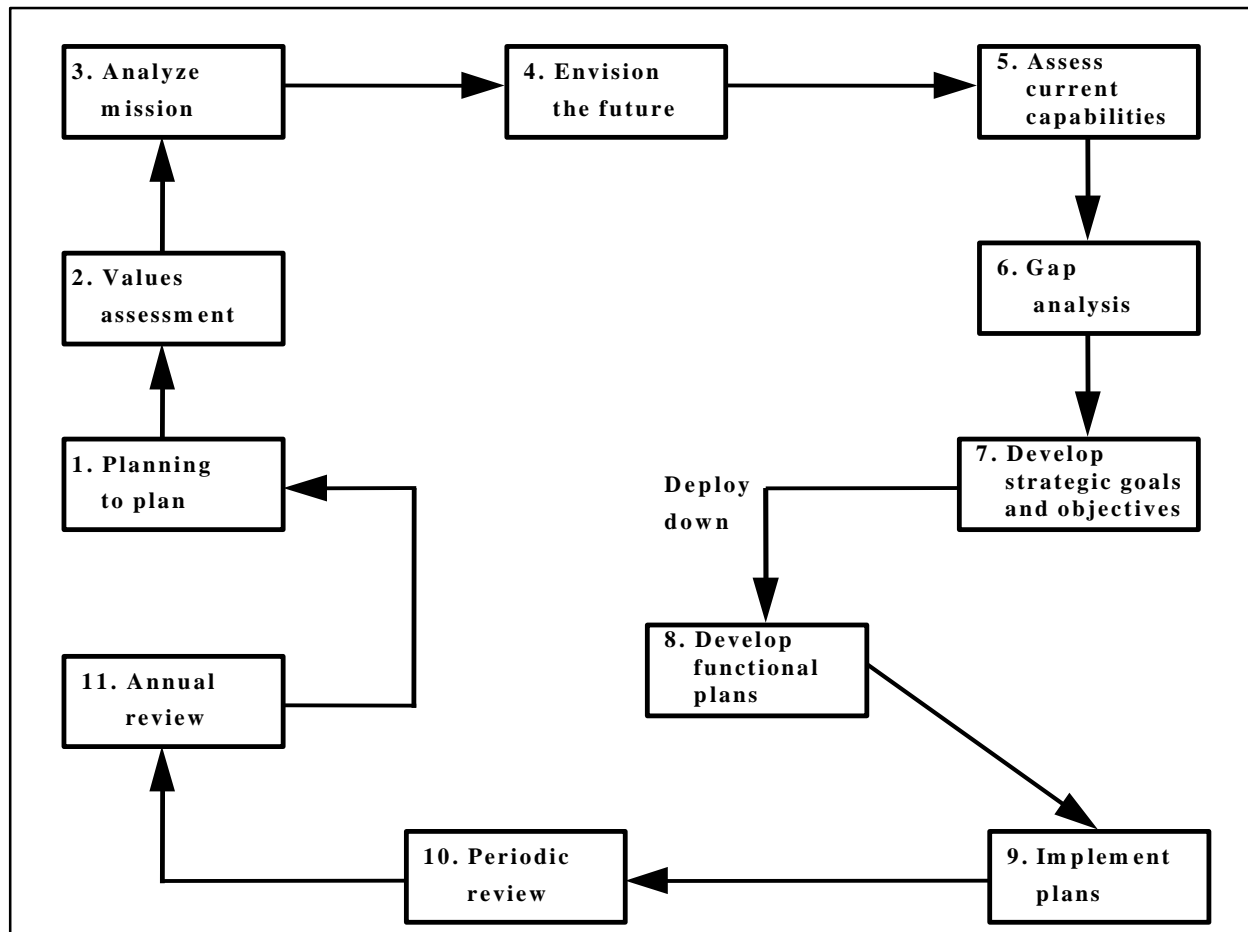 3. Analyze
mission
4. Envision
the future
5. Assess
current
capabilities
2. Values
assessment
6. Gap
analysis
1. Planning
to plan
7. Develop
strategic goals
and objectives
Deploy
down
8. Develop
functional
plans
11. Annual
review
10. Periodic
review
9. Implement
plans